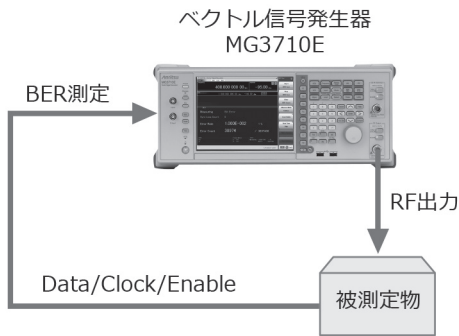 ベクトル信号発生器
MG3710E
BER測定
RF出力
Data/Clock/Enable
被測定物